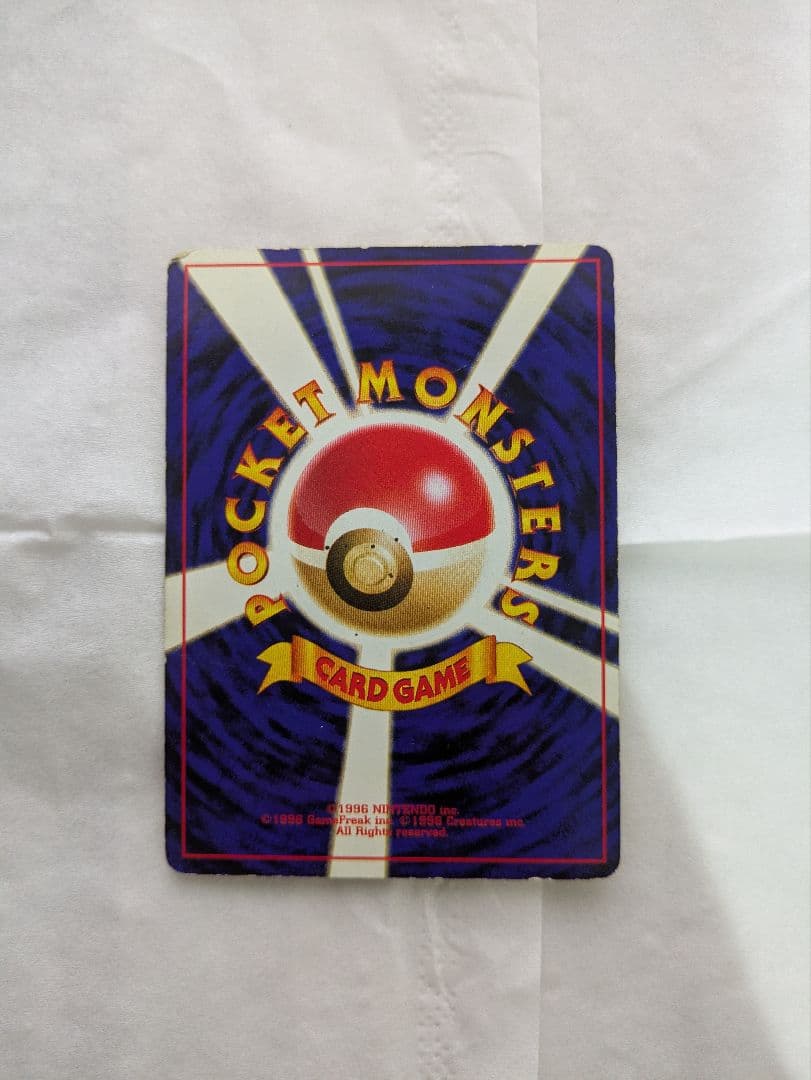 POCKET MONSTERS
CARD GAME
©1996 NINTENDO inc.
©1996 GameFreak inc. ©1996 Creatures inc.
All Rights reserved.